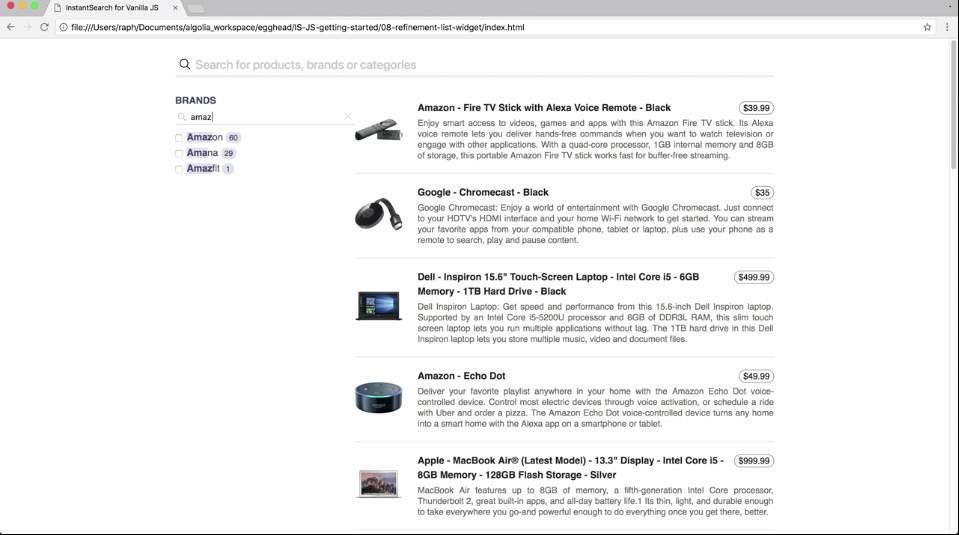 InstantSearch for Vanilla JS
file:///Users/raph/Documents/algolia_workspace/egghead/IS-JS-getting-started/08-refinement-list-widget/index.html
Search for products, brands or categories
BRANDS
amaz
Amazon 60
Amana 29
Amazfit 1
Amazon - Fire TV Stick with Alexa Voice Remote - Black $39.99
Enjoy smart access to videos, games and apps with this Amazon Fire TV stick. Its Alexa
voice remote lets you deliver hands-free commands when you want to watch television or
engage with other applications. With a quad-core processor, 1GB internal memory and 8GB
of storage, this portable Amazon Fire TV stick works fast for buffer-free streaming.
Google - Chromecast - Black $35
Google Chromecast: Enjoy a world of entertainment with Google Chromecast. Just connect
to your HDTV's HDMI interface and your home Wi-Fi network to get started. You can stream
your favorite apps from your compatible phone, tablet or laptop, plus use your phone as a
remote to search, play and pause content.
Dell - Inspiron 15.6" Touch-Screen Laptop - Intel Core i5 - 6GB $499.99
Memory - 1TB Hard Drive - Black
Dell Inspiron Laptop: Get speed and performance from this 15.6-inch Dell Inspiron laptop.
Supported by an Intel Core i5-5200U processor and 6GB of DDR3L RAM, this slim touch
screen laptop lets you run multiple applications without lag. The 1TB hard drive in this Dell
Inspiron laptop lets you store multiple music, video and document files.
Amazon - Echo Dot $49.99
Deliver your favorite playlist anywhere in your home with the Amazon Echo Dot voice-
controlled device. Control most electric devices through voice activation, or schedule a ride
with Uber and order a pizza. The Amazon Echo Dot voice-controlled device turns any home
into a smart home with the Alexa app on a smartphone or tablet.
Apple - MacBook Air® (Latest Model) - 13.3" Display - Intel Core i5 - $999.99
8GB Memory - 128GB Flash Storage - Silver
MacBook Air features up to 8GB of memory, a fifth-generation Intel Core processor,
Thunderbolt 2, great built-in apps, and all-day battery life.1 Its thin, light, and durable enough
to take everywhere you go-and powerful enough to do everything once you get there, better.